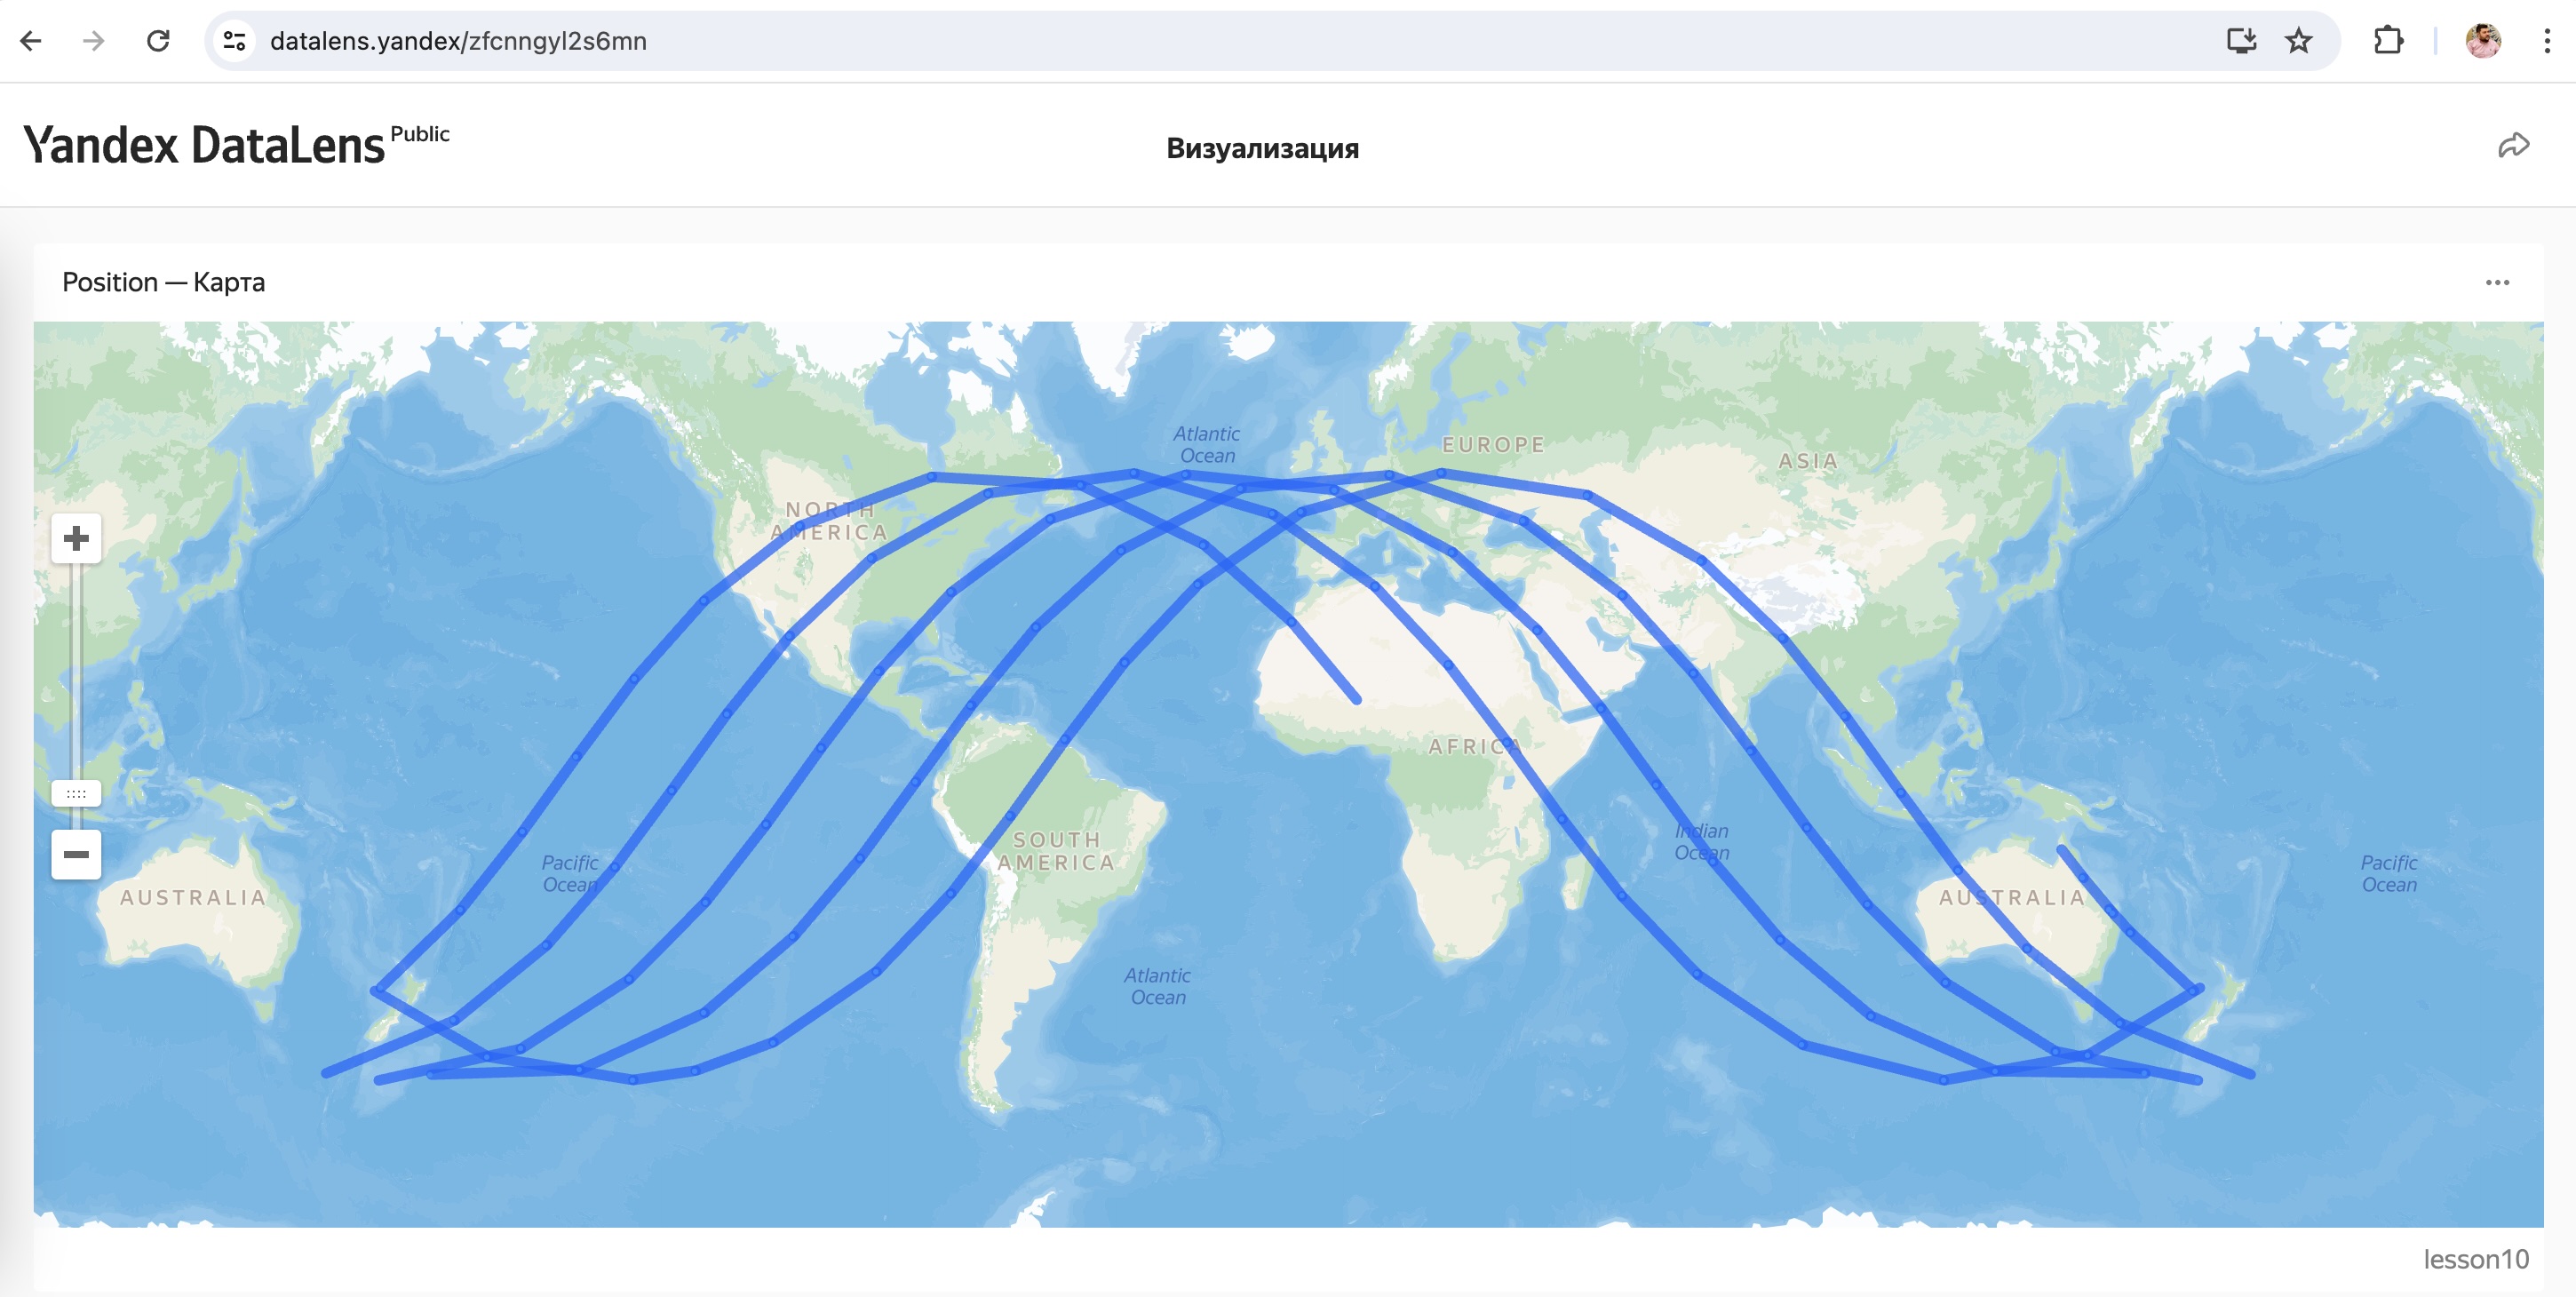 datalens.yandex/zfcnngyl2s6mn
Yandex DataLens Public
Визуализация
Position — Карта
Atlantic
Ocean
EUROPE
ASIA
NORTH
AMERICA
AFRICA
Pacific
Ocean
SOUTH
AMERICA
Indian
Ocean
Pacific
Ocean
AUSTRALIA
AUSTRALIA
Atlantic
Ocean
lesson10